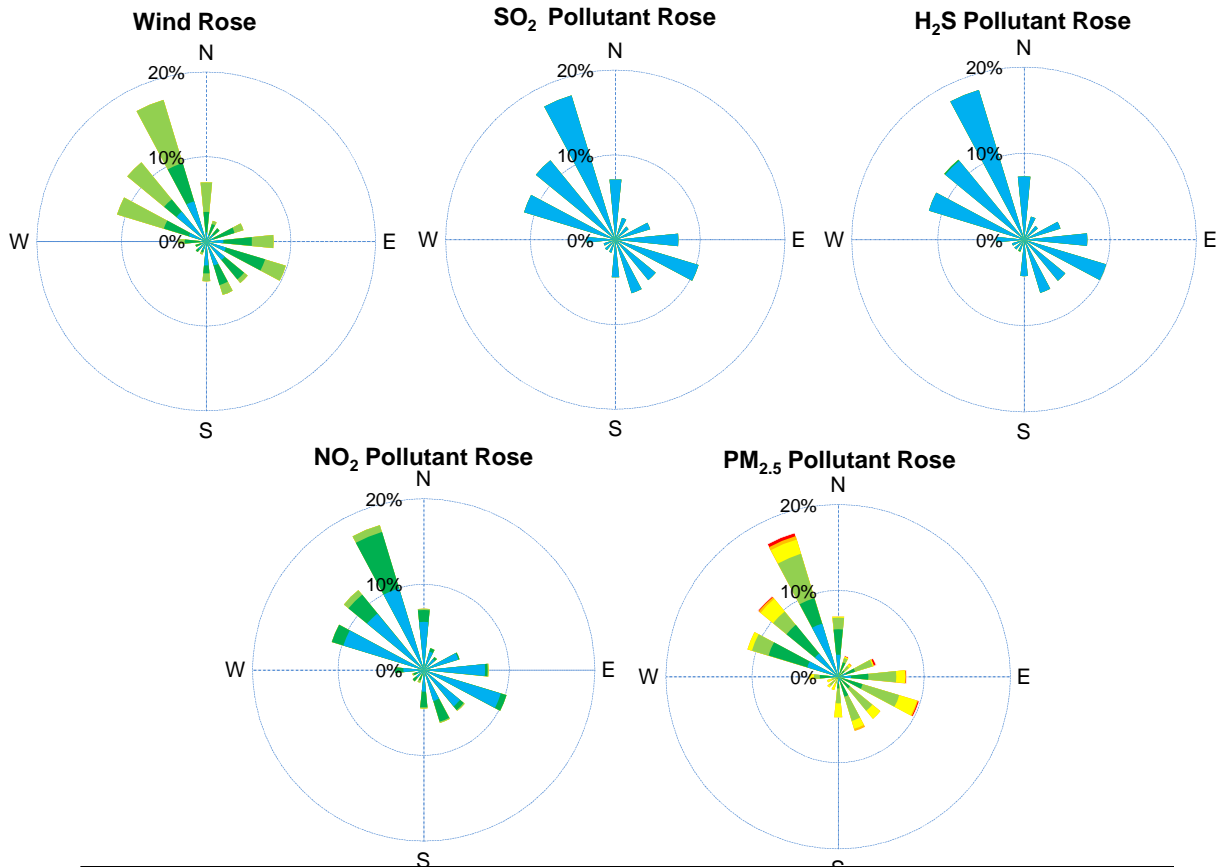 Wind Rose
N
20%
10%
0%
W
E
S
SO₂ Pollutant Rose
N
20%
10%
0%
W
E
S
H₂S Pollutant Rose
N
20%
10%
0%
W
E
S
NO₂ Pollutant Rose
N
20%
10%
0%
W
E
S
PM₂.₅ Pollutant Rose
N
20%
10%
0%
W
E
S